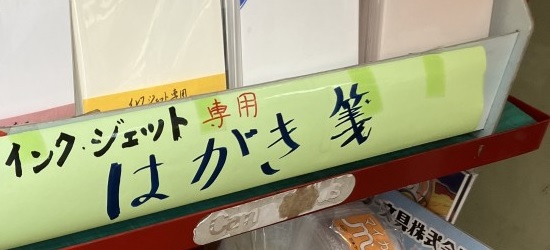 インク・ジェット専用
インク・ジェット専用
はがき箋
文具株式会